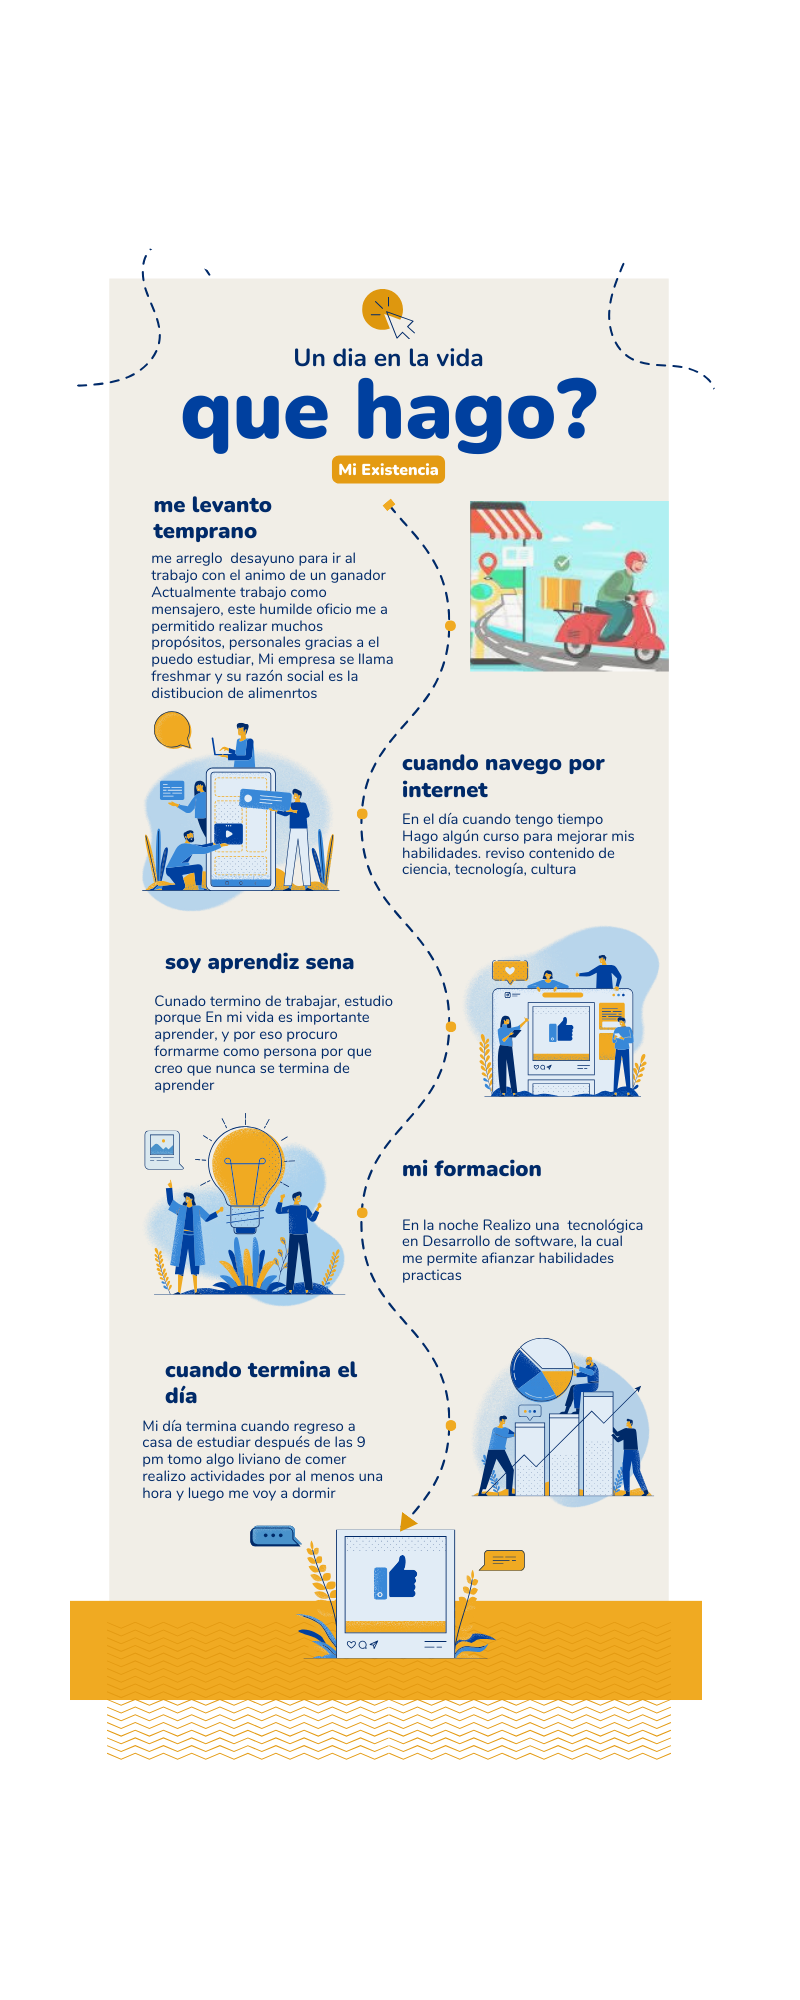 Un dia en la vida
que hago?
Mi Existencia
me levanto
temprano
me arreglo  desayuno para ir al
trabajo con el animo de un ganador
Actualmente trabajo como
mensajero, este humilde oficio me a
permitido realizar muchos
propósitos, personales gracias a el
puedo estudiar, Mi empresa se llama
freshmar y su razón social es la
distibucion de alimenrtos
cuando navego por
internet
En el día cuando tengo tiempo
Hago algún curso para mejorar mis
habilidades. reviso contenido de
ciencia, tecnología, cultura
soy aprendiz sena
Cunado termino de trabajar, estudio
porque En mi vida es importante
aprender, y por eso procuro
formarme como persona por que
creo que nunca se termina de
aprender
mi formacion
En la noche Realizo una  tecnológica
en Desarrollo de software, la cual
me permite afianzar habilidades
practicas
cuando termina el
día
Mi día termina cuando regreso a
casa de estudiar después de las 9
pm tomo algo liviano de comer
realizo actividades por al menos una
hora y luego me voy a dormir